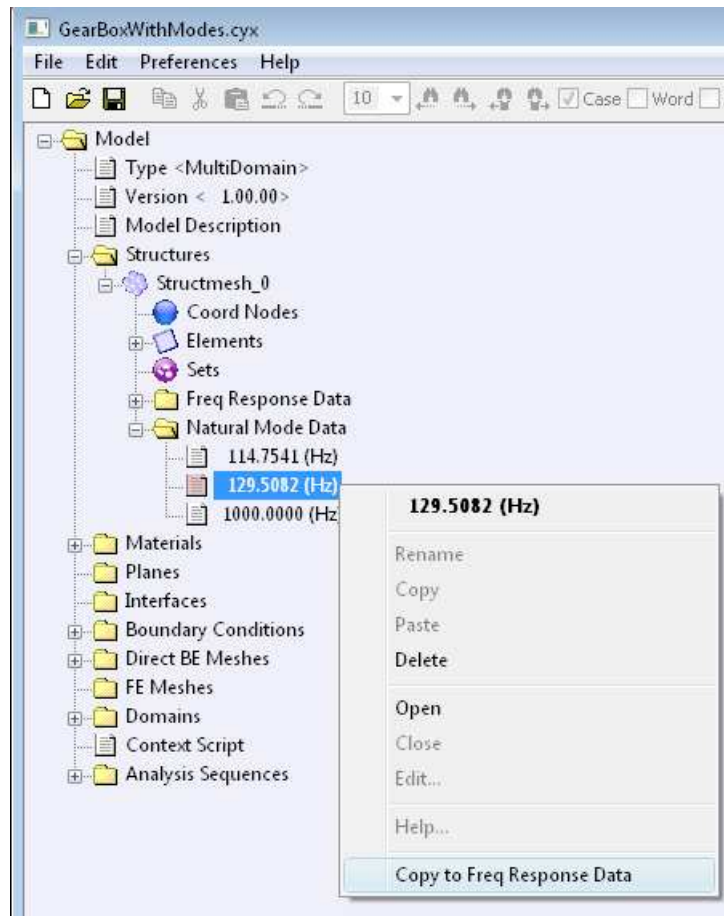 GearBoxWithModes.cyx
File Edit Preferences Help
10 Case Word
Model
Type <MultiDomain>
Version < 1.00.00>
Model Description
Structures
Structmesh_0
Coord Nodes
Elements
Sets
Freq Response Data
Natural Mode Data
114.7541 (Hz)
129.5082 (Hz)
1000.0000 (Hz
Materials
Planes
Interfaces
Boundary Conditions
Direct BE Meshes
FE Meshes
Domains
Context Script
Analysis Sequences
129.5082 (Hz)
Rename
Copy
Paste
Delete
Open
Close
Edit...
Help...
Copy to Freq Response Data